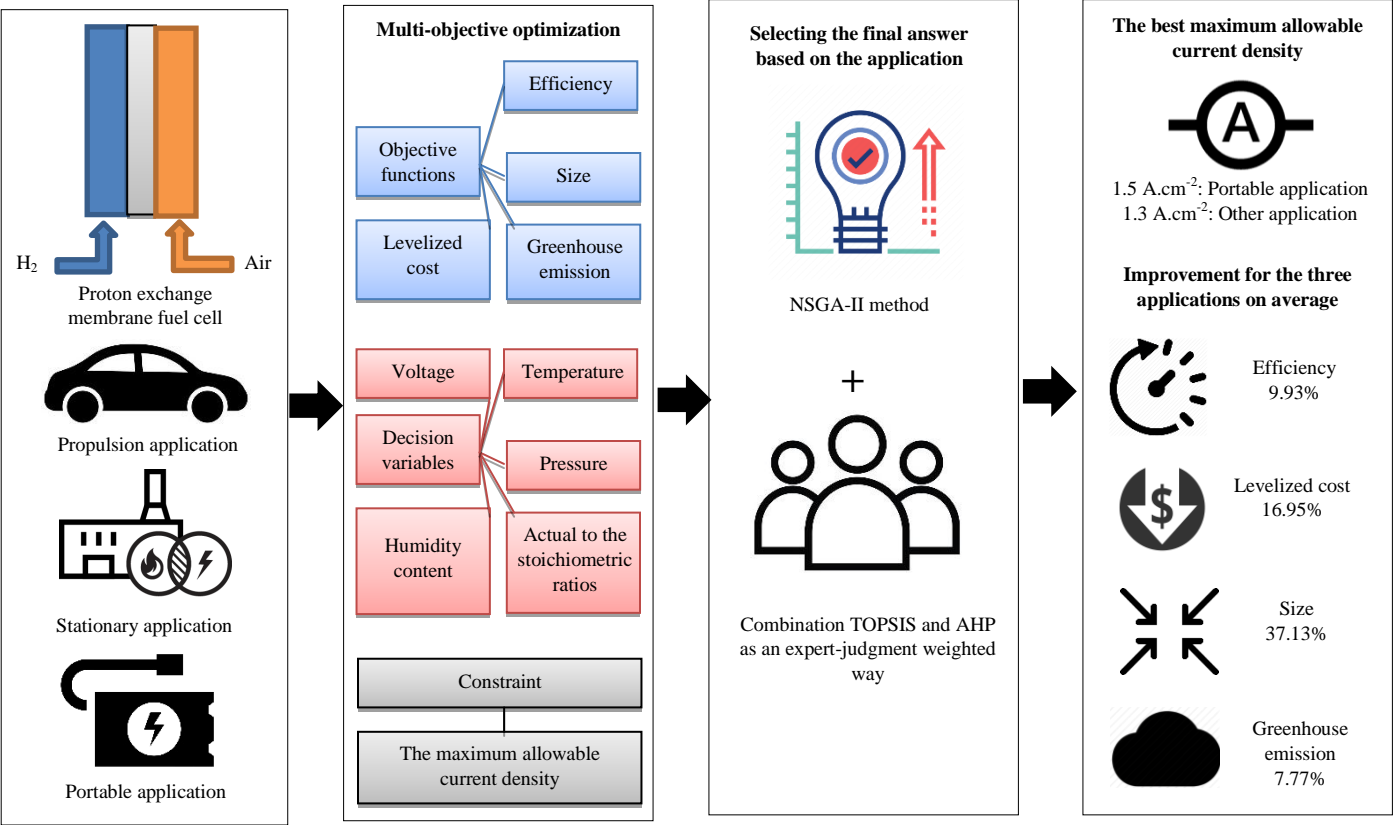 H₂
Air
Proton exchange
membrane fuel cell
Propulsion application
Stationary application
Portable application
Multi-objective optimization
Efficiency
Objective
functions
Size
Levelized
cost
Greenhouse
emission
Voltage
Temperature
Decision
variables
Pressure
Humidity
content
Actual to the
stoichiometric
ratios
Constraint
The maximum allowable
current density
Selecting the final answer
based on the application
NSGA-II method
+
Combination TOPSIS and AHP
as an expert-judgment weighted
way
The best maximum allowable
current density
A
1.5 A.cm⁻²: Portable application
1.3 A.cm⁻²: Other application
Improvement for the three
applications on average
Efficiency
9.93%
$
Levelized cost
16.95%
Size
37.13%
Greenhouse
emission
7.77%